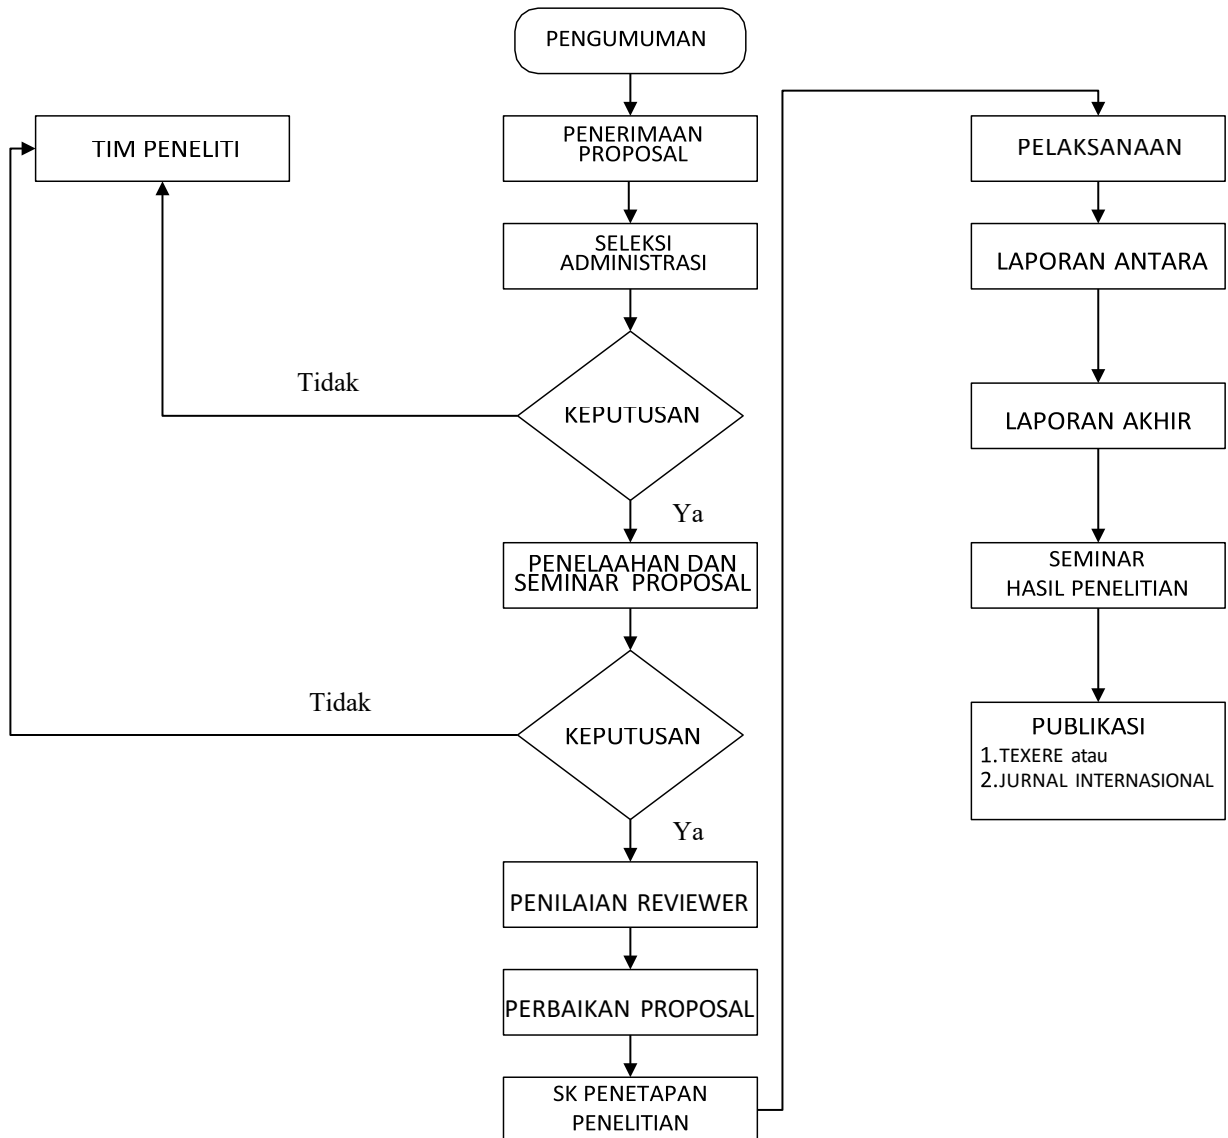 PENGUMUMAN
PENERIMAAN
PROPOSAL
TIM PENELITI
SELEKSI
ADMINISTRASI
Tidak
KEPUTUSAN
Ya
PENELAAHAN DAN
SEMINAR PROPOSAL
Tidak
KEPUTUSAN
Ya
PENILAIAN REVIEWER
PERBAIKAN PROPOSAL
SK PENETAPAN
PENELITIAN
PELAKSANAAN
LAPORAN ANTARA
LAPORAN AKHIR
SEMINAR
HASIL PENELITIAN
PUBLIKASI
1.TEXERE atau
2.JURNAL INTERNASIONAL